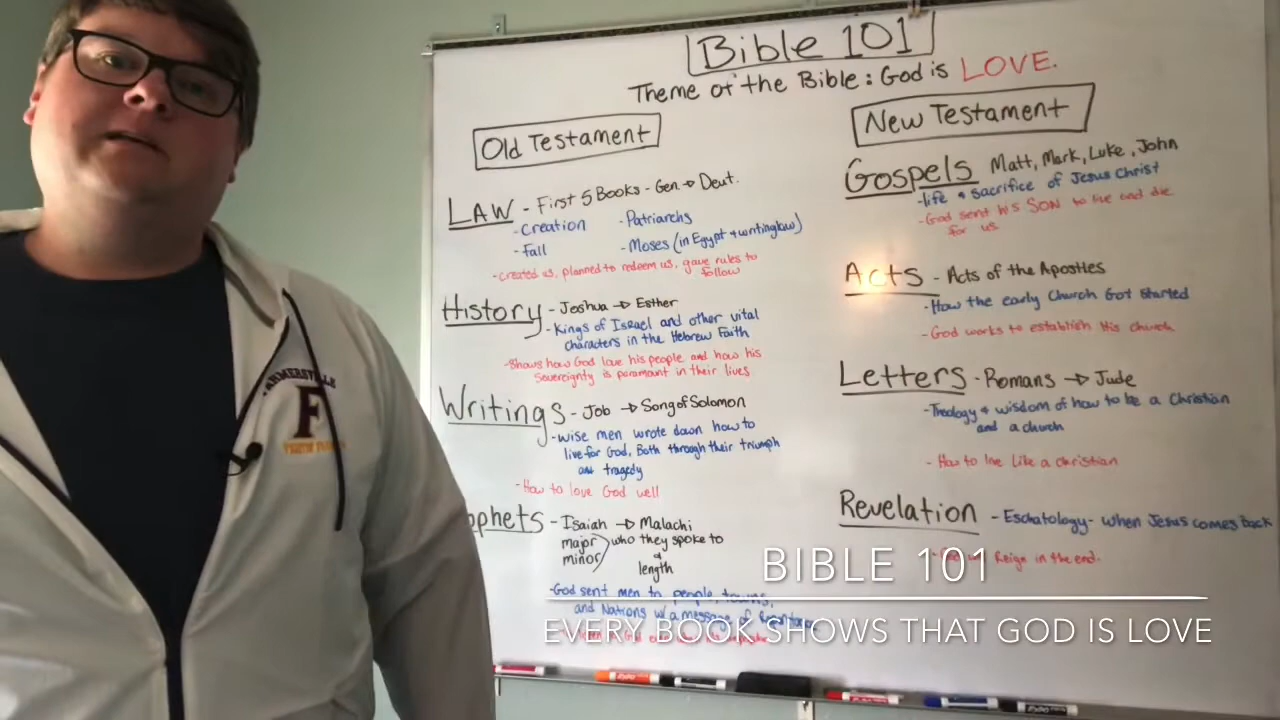 Bible 101
Theme of the Bible: God is LOVE.
Old Testament
LAW - First 5 Books - Gen. → Deut.
- Creation - Patriarchs
- Fall - Moses (in Egypt + writing law)
- created us, planned to redeem us, gave rules to
follow
History - Joshua → Esther
- Kings of Israel and other vital
characters in the Hebrew Faith
- Shows how God love his people and how his
Sovereignty is paramount in their lives
Writings - Job → Song of Solomon
- wise men wrote down how to
live for God, Both through their triumph
and tragedy
- How to love God well
ophets - Isaiah → Malachi
major
minor
who they spoke to
+
length
- God sent men to people, towns,
and Nations w/ a message of
New Testament
Gospels Matt, Mark, Luke, John
- life + sacrifice of Jesus Christ
- God sent his SON to live and die
for us
Acts - Acts of the Apostles
- How the early Church Got started
- God works to establish His church
Letters - Romans → Jude
- Theology + wisdom of how to be a Christian
and a church
- How to live Like a christian
Revelation - Eschatology - when Jesus comes back
Reign in the end.
FARMERSVILLE
F
BIBLE 101
EVERY BOOK SHOWS THAT GOD IS LOVE
EXPO